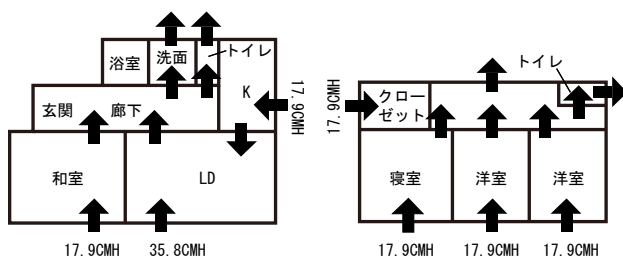 トイレ
浴室
洗面
K
玄関
廊下
17.9CMH
和室
LD
17.9CMH
35.8CMH
トイレ
17.9CMH
クロー
ゼット
寝室
洋室
洋室
17.9CMH
17.9CMH
17.9CMH